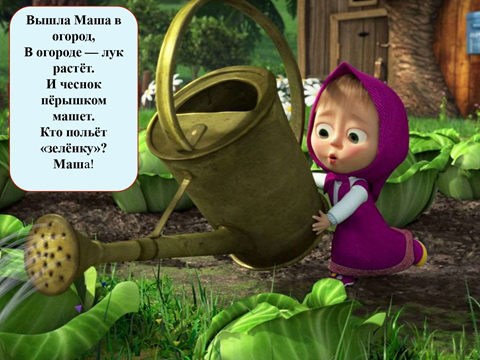 Вышла Маша в
огород,
В огороде — лук
растёт.
И чеснок
пёрышком
машет.
Кто польёт
«зелёнку»?
Маша!